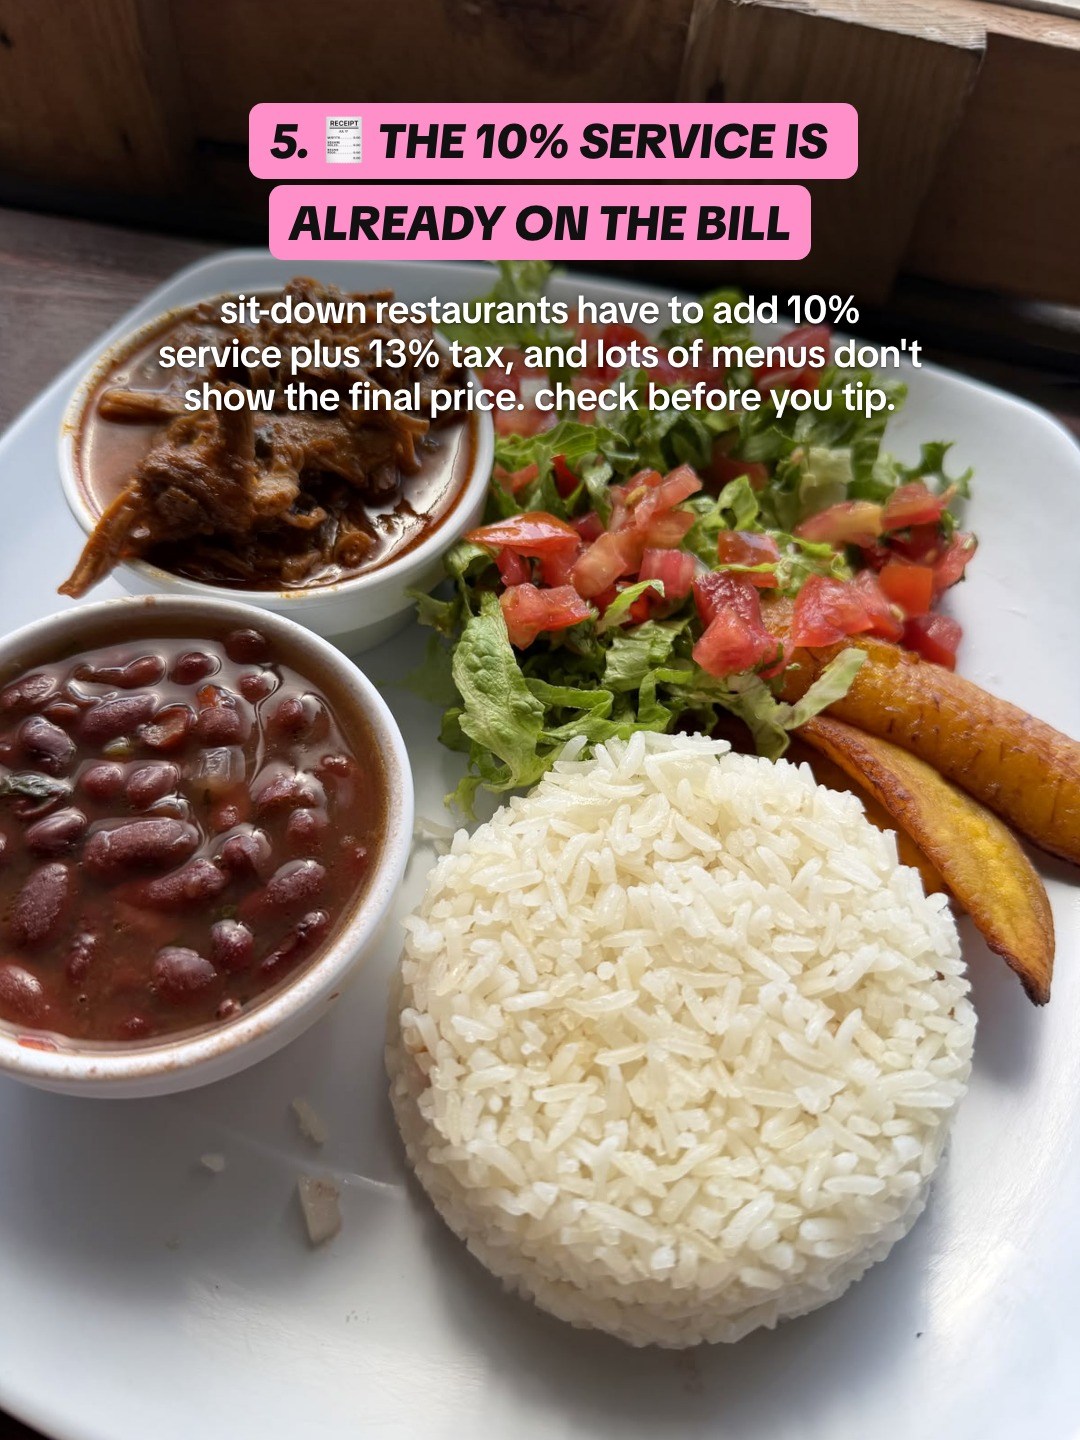 5. 🧾 THE 10% SERVICE IS
ALREADY ON THE BILL
sit-down restaurants have to add 10%
service plus 13% tax, and lots of menus don't
show the final price. check before you tip.